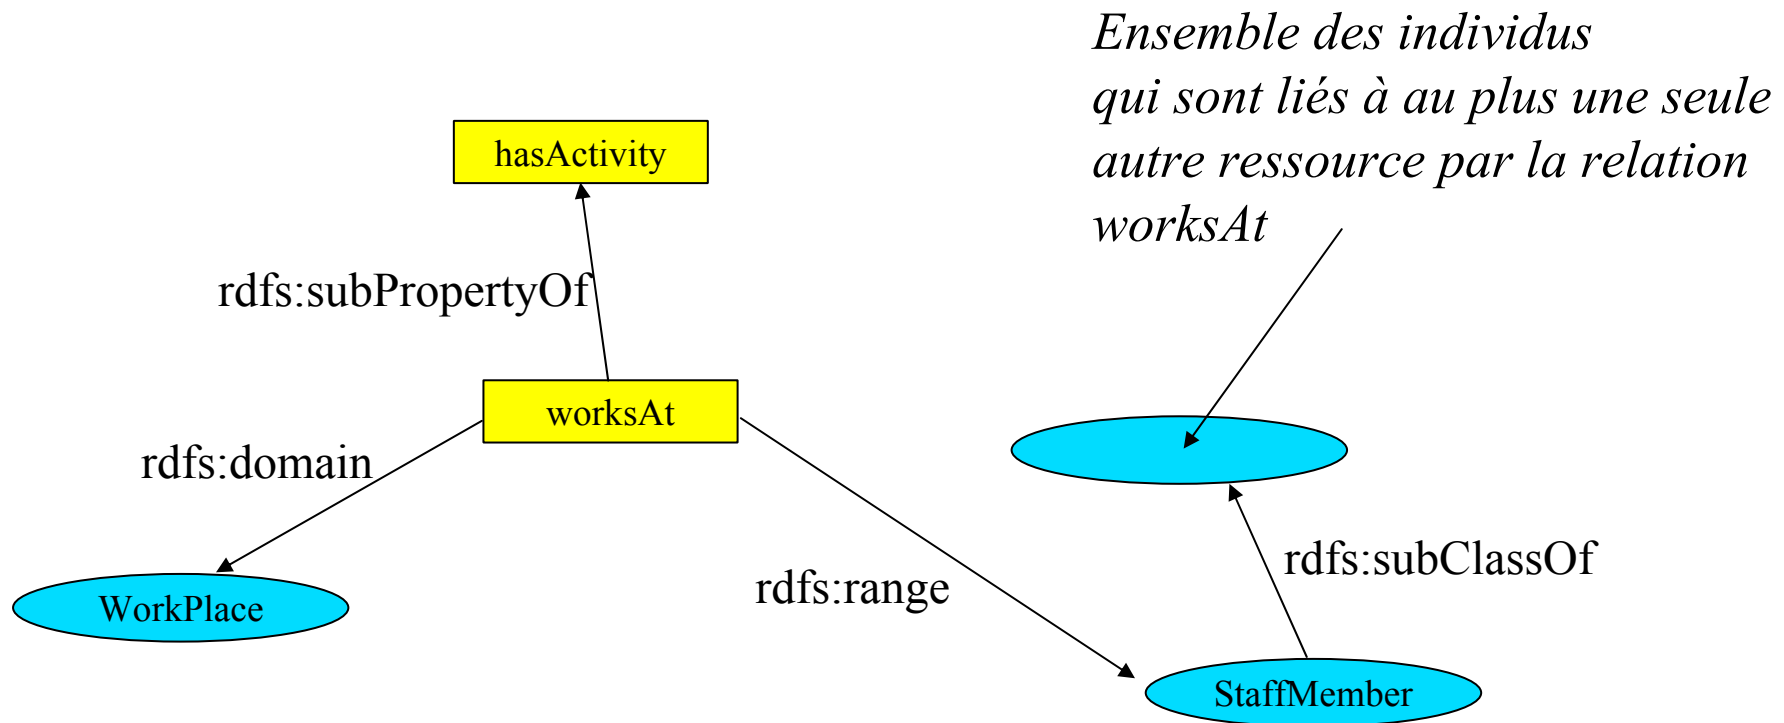 Ensemble des individus
qui sont liés à au plus une seule
autre ressource par la relation
worksAt
hasActivity
rdfs:subPropertyOf
worksAt
rdfs:domain
WorkPlace
rdfs:range
rdfs:subClassOf
StaffMember